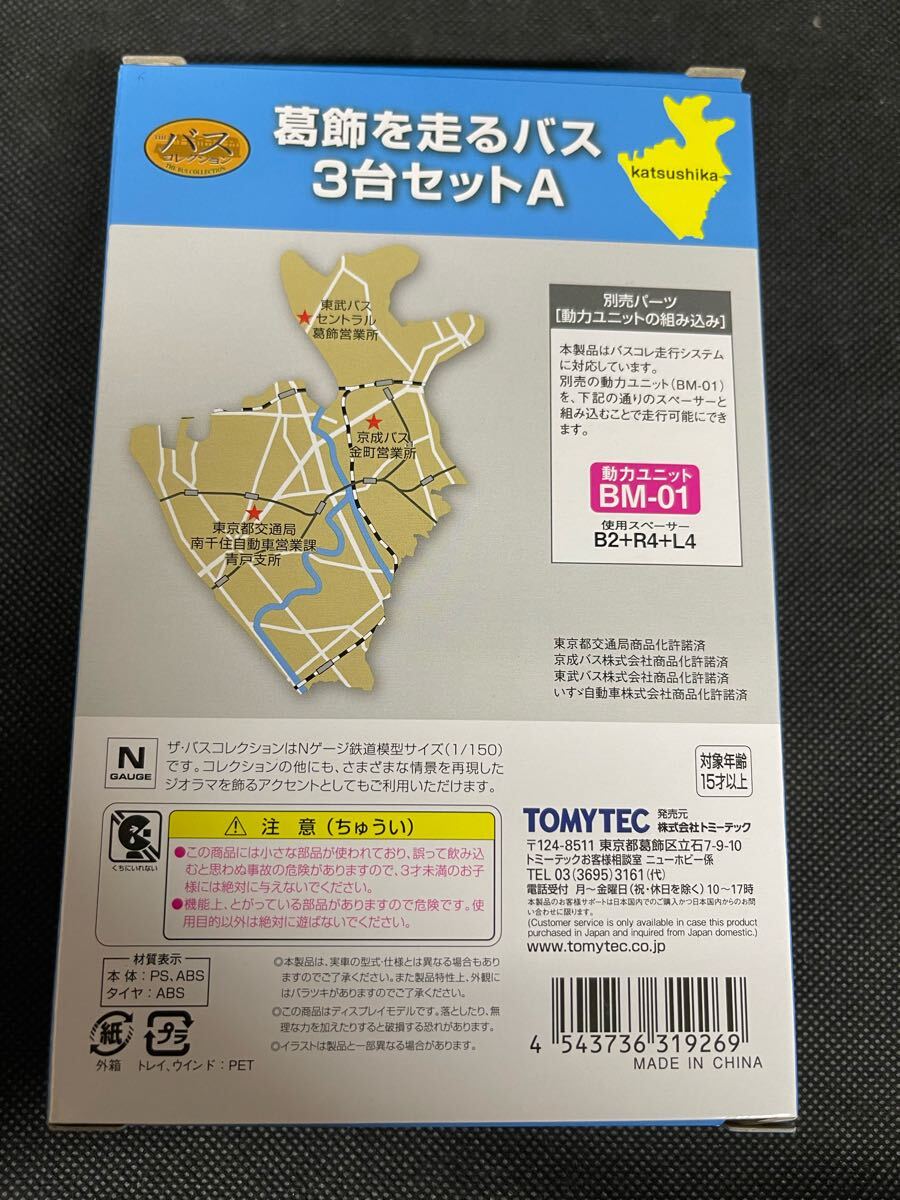 THE
バス
コレクション
THE BUS COLLECTION
葛飾を走るバス
3台セットA
katsushika
東武バス
セントラル
葛飾営業所
京成バス
金町営業所
東京都交通局
南千住自動車営業課
青戸支所
別売パーツ
[動力ユニットの組み込み]
本製品はバスコレ走行システム
に対応しています。
別売の動力ユニット(BM-01)
を、下記の通りのスペーサーと
組み込むことで走行可能にでき
ます。
動力ユニット
BM-01
使用スペーサー
B2+R4+L4
東京都交通局商品化許諾済
京成バス株式会社商品化許諾済
東武バス株式会社商品化許諾済
いすゞ自動車株式会社商品化許諾済
N
GAUGE
ザ・バスコレクションはNゲージ鉄道模型サイズ(1/150)
です。コレクションの他にも、さまざまな情景を再現した
ジオラマを飾るアクセントとしてもご利用いただけます。
対象年齢
15才以上
くちにいれない
⚠ 注 意 (ちゅうい)
●この商品には小さな部品が使われており、誤って飲み込
むと思わぬ事故の危険がありますので、3才未満のお子
様には絶対に与えないでください。
●機能上、とがっている部品がありますので危険です。使
用目的以外は絶対に遊ばないでください。
TOMYTEC 発売元 株式会社トミーテック
〒124-8511 東京都葛飾区立石7-9-10
トミーテックお客様相談室 ニューホビー係
TEL 03(3695)3161(代)
電話受付 月～金曜日(祝・休日を除く)10～17時
本製品のお客様サポートは日本国内でのご購入かつ日本国内からのお問
い合わせに限ります。
(Customer service is only available in case this product
purchased in Japan and inquired from Japan domestic.)
www.tomytec.co.jp
材質表示
本体:PS,ABS
タイヤ:ABS
紙
外箱
プラ
トレイ、ウインド:PET
◎本製品は、実車の型式・仕様とは異なる場合もあり
ますのでご了承ください。また製品特性上、外観に
はバラツキがありますのでご了承ください。
◎この商品はディスプレイモデルです。落としたり、無
理な力を加えたりすると破損する恐れがあります。
◎イラストは製品と一部異なる場合があります。
4 543736 319269
MADE IN CHINA